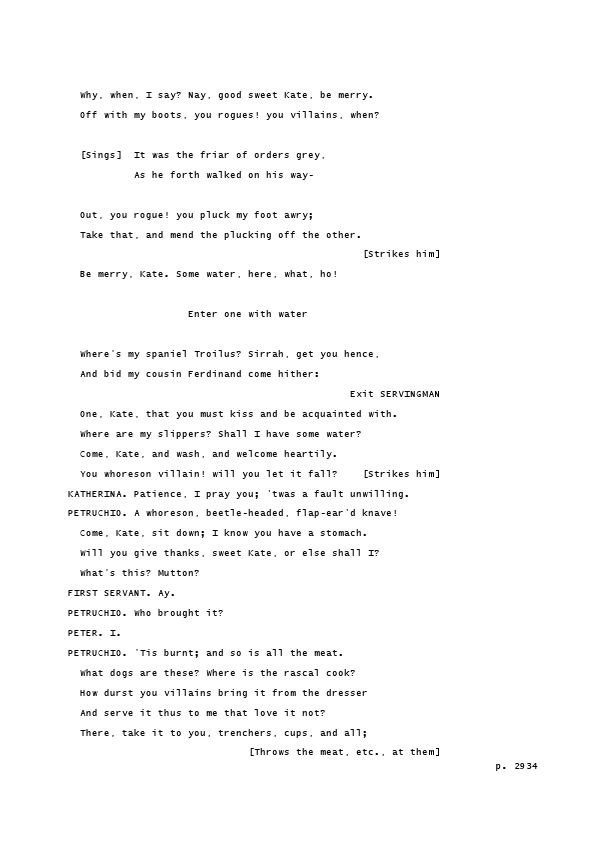 Why, when, I say? Nay, good sweet Kate, be merry.
Off with my boots, you rogues! you villains, when?
[Sings]  It was the friar of orders grey,
As he forth walked on his way-
Out, you rogue! you pluck my foot awry;
Take that, and mend the plucking off the other.
[Strikes him]
Be merry, Kate. Some water, here, what, ho!
Enter one with water
Where's my spaniel Troilus? Sirrah, get you hence,
And bid my cousin Ferdinand come hither:
Exit SERVINGMAN
One, Kate, that you must kiss and be acquainted with.
Where are my slippers? Shall I have some water?
Come, Kate, and wash, and welcome heartily.
You whoreson villain! will you let it fall?    [Strikes him]
KATHERINA. Patience, I pray you; 'twas a fault unwilling.
PETRUCHIO. A whoreson, beetle-headed, flap-ear'd knave!
Come, Kate, sit down; I know you have a stomach.
Will you give thanks, sweet Kate, or else shall I?
What's this? Mutton?
FIRST SERVANT. Ay.
PETRUCHIO. Who brought it?
PETER. I.
PETRUCHIO. 'Tis burnt; and so is all the meat.
What dogs are these? Where is the rascal cook?
How durst you villains bring it from the dresser
And serve it thus to me that love it not?
There, take it to you, trenchers, cups, and all;
[Throws the meat, etc., at them]
p. 2934